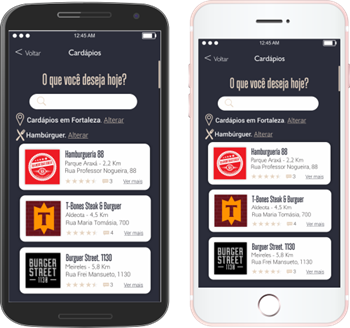 12:45 AM
< Voltar
Cardápios
O que você deseja hoje?
Cardápios em Fortaleza. Alterar
Hambúrguer. Alterar
Hamburgueria 88
Parque Araxá - 2,2 Km
Rua Professor Nogueira, 88
3
Ver mais
T-Bones Steak & Burguer
Aldeota - 4,5 Km
Rua Maria Tomásia, 700
4
Ver mais
BURGER
STREET
1130
Burguer Street. 1130
Meireles - 5,8 Km
Rua Frei Mansueto, 1130
3
Ver mais
12:45 AM
< Voltar
Cardápios
O que você deseja hoje?
Cardápios em Fortaleza. Alterar
Hambúrguer. Alterar
Hamburgueria 88
Parque Araxá - 2,2 Km
Rua Professor Nogueira, 88
3
Ver mais
T-Bones Steak & Burguer
Aldeota - 4,5 Km
Rua Maria Tomásia, 700
4
Ver mais
BURGER
STREET
1130
Burguer Street. 1130
Meireles - 5,8 Km
Rua Frei Mansueto, 1130
3
Ver mais